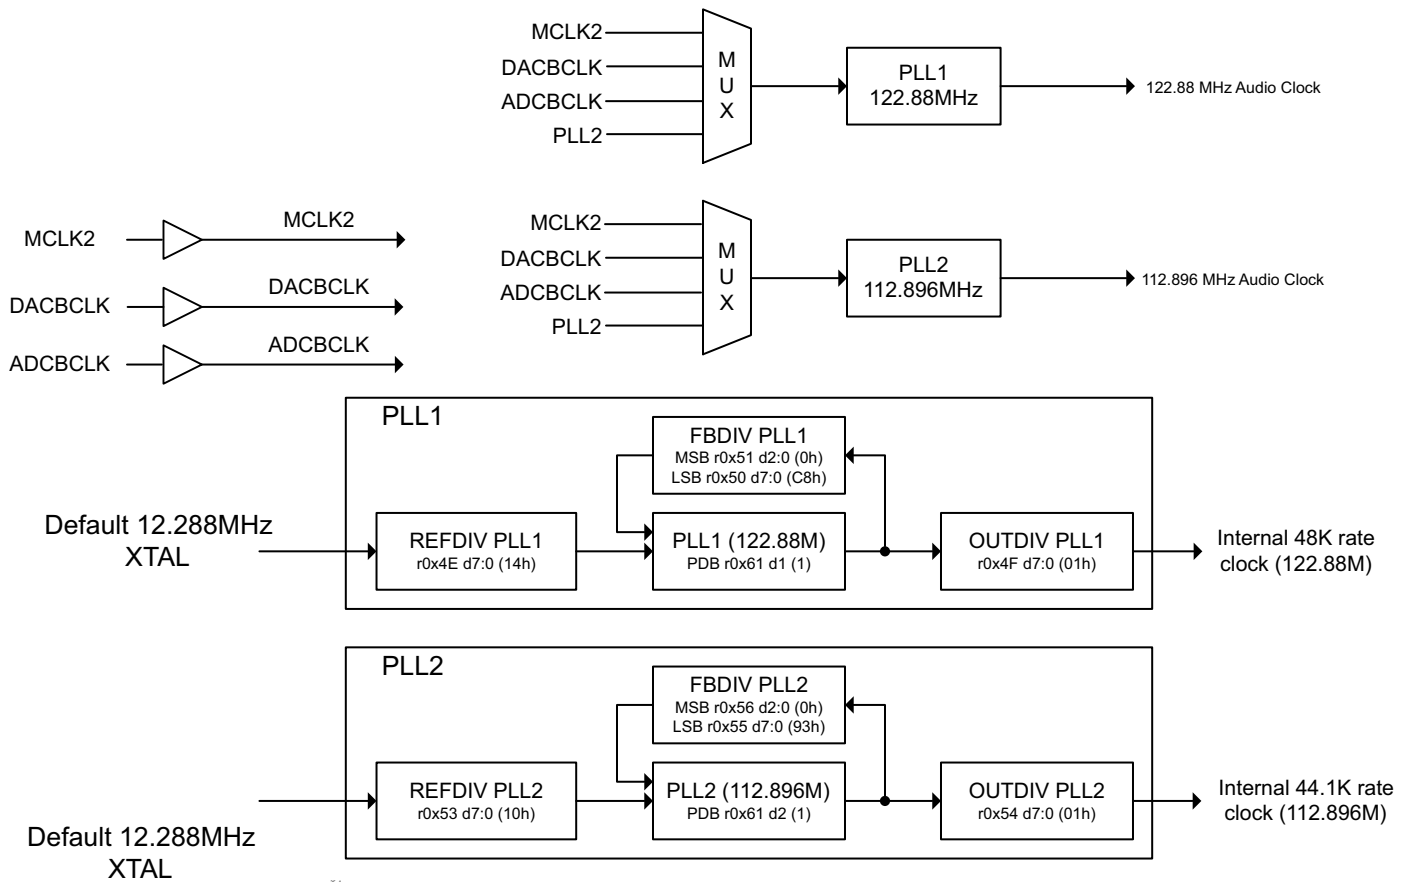 MCLK2
DACBCLK
ADCBCLK
PLL2
M
U
X
PLL1
122.88MHz
122.88 MHz Audio Clock
MCLK2
DACBCLK
ADCBCLK
PLL2
M
U
X
PLL2
112.896MHz
112.896 MHz Audio Clock
MCLK2
MCLK2
DACBCLK
DACBCLK
ADCBCLK
ADCBCLK
PLL1
FBDIV PLL1
MSB r0x51 d2:0 (0h)
LSB r0x50 d7:0 (C8h)
Default 12.288MHz
XTAL
REFDIV PLL1
r0x4E d7:0 (14h)
PLL1 (122.88M)
PDB r0x61 d1 (1)
OUTDIV PLL1
r0x4F d7:0 (01h)
Internal 48K rate
clock (122.88M)
PLL2
FBDIV PLL2
MSB r0x56 d2:0 (0h)
LSB r0x55 d7:0 (93h)
Default 12.288MHz
XTAL
REFDIV PLL2
r0x53 d7:0 (10h)
PLL2 (112.896M)
PDB r0x61 d2 (1)
OUTDIV PLL2
r0x54 d7:0 (01h)
Internal 44.1K rate
clock (112.896M)